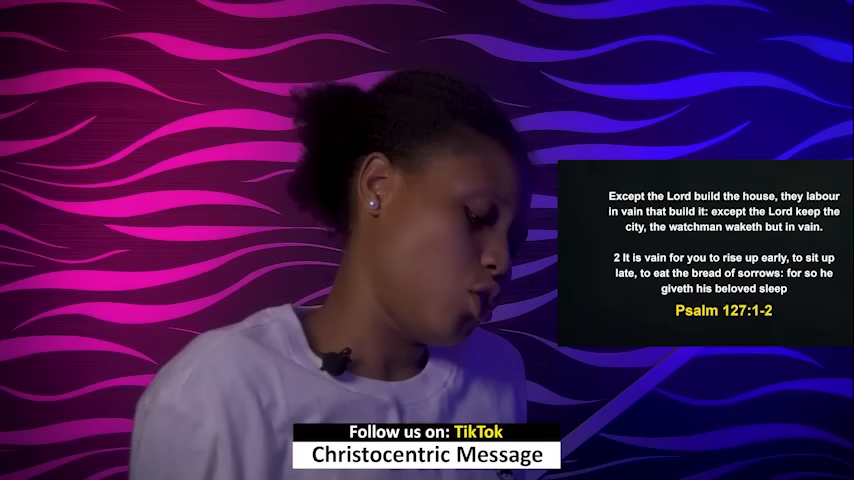 Except the Lord build the house, they labour
in vain that build it: except the Lord keep the
city, the watchman waketh but in vain.
2 It is vain for you to rise up early, to sit up
late, to eat the bread of sorrows: for so he
giveth his beloved sleep
Psalm 127:1-2
Follow us on: TikTok
Christocentric Message